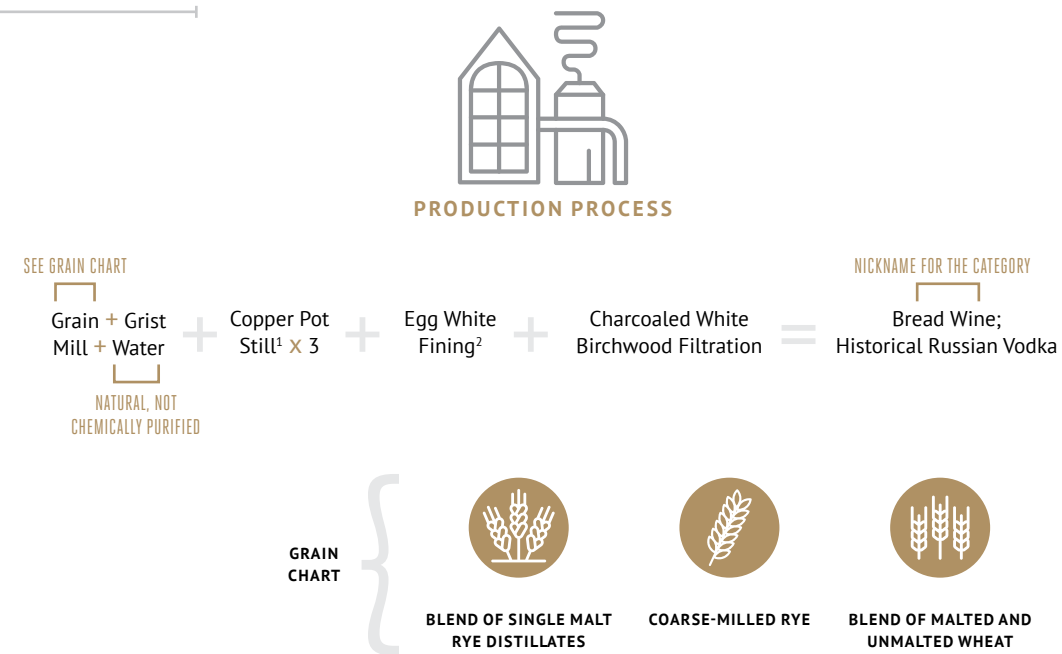 PRODUCTION PROCESS
SEE GRAIN CHART
NICKNAME FOR THE CATEGORY
Grain + Grist
Mill + Water
+
Copper Pot
Still¹ x 3
+
Egg White
Fining²
+
Charcoaled White
Birchwood Filtration
=
Bread Wine;
Historical Russian Vodka
NATURAL, NOT
CHEMICALLY PURIFIED
GRAIN
CHART
{
BLEND OF SINGLE MALT
RYE DISTILLATES
COARSE-MILLED RYE
BLEND OF MALTED AND
UNMALTED WHEAT